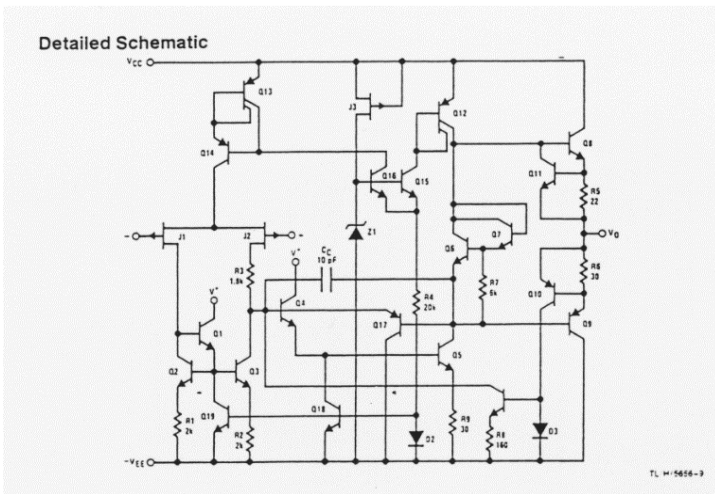 Detailed Schematic
VCC
Q13
J3
Q12
Q8
Q14
Q16
Q15
Q11
R5
22
J1
J2
Z1
Q7
Q6
VO
R3
1.8k
V+
CC
10 pF
R6
30
V+
Q4
R4
20k
R7
5k
Q10
Q1
Q17
Q9
Q2
Q3
Q5
R1
2k
Q19
R2
2k
Q18
D2
R9
30
R8
160
D3
-VEE
TL H/5656-9